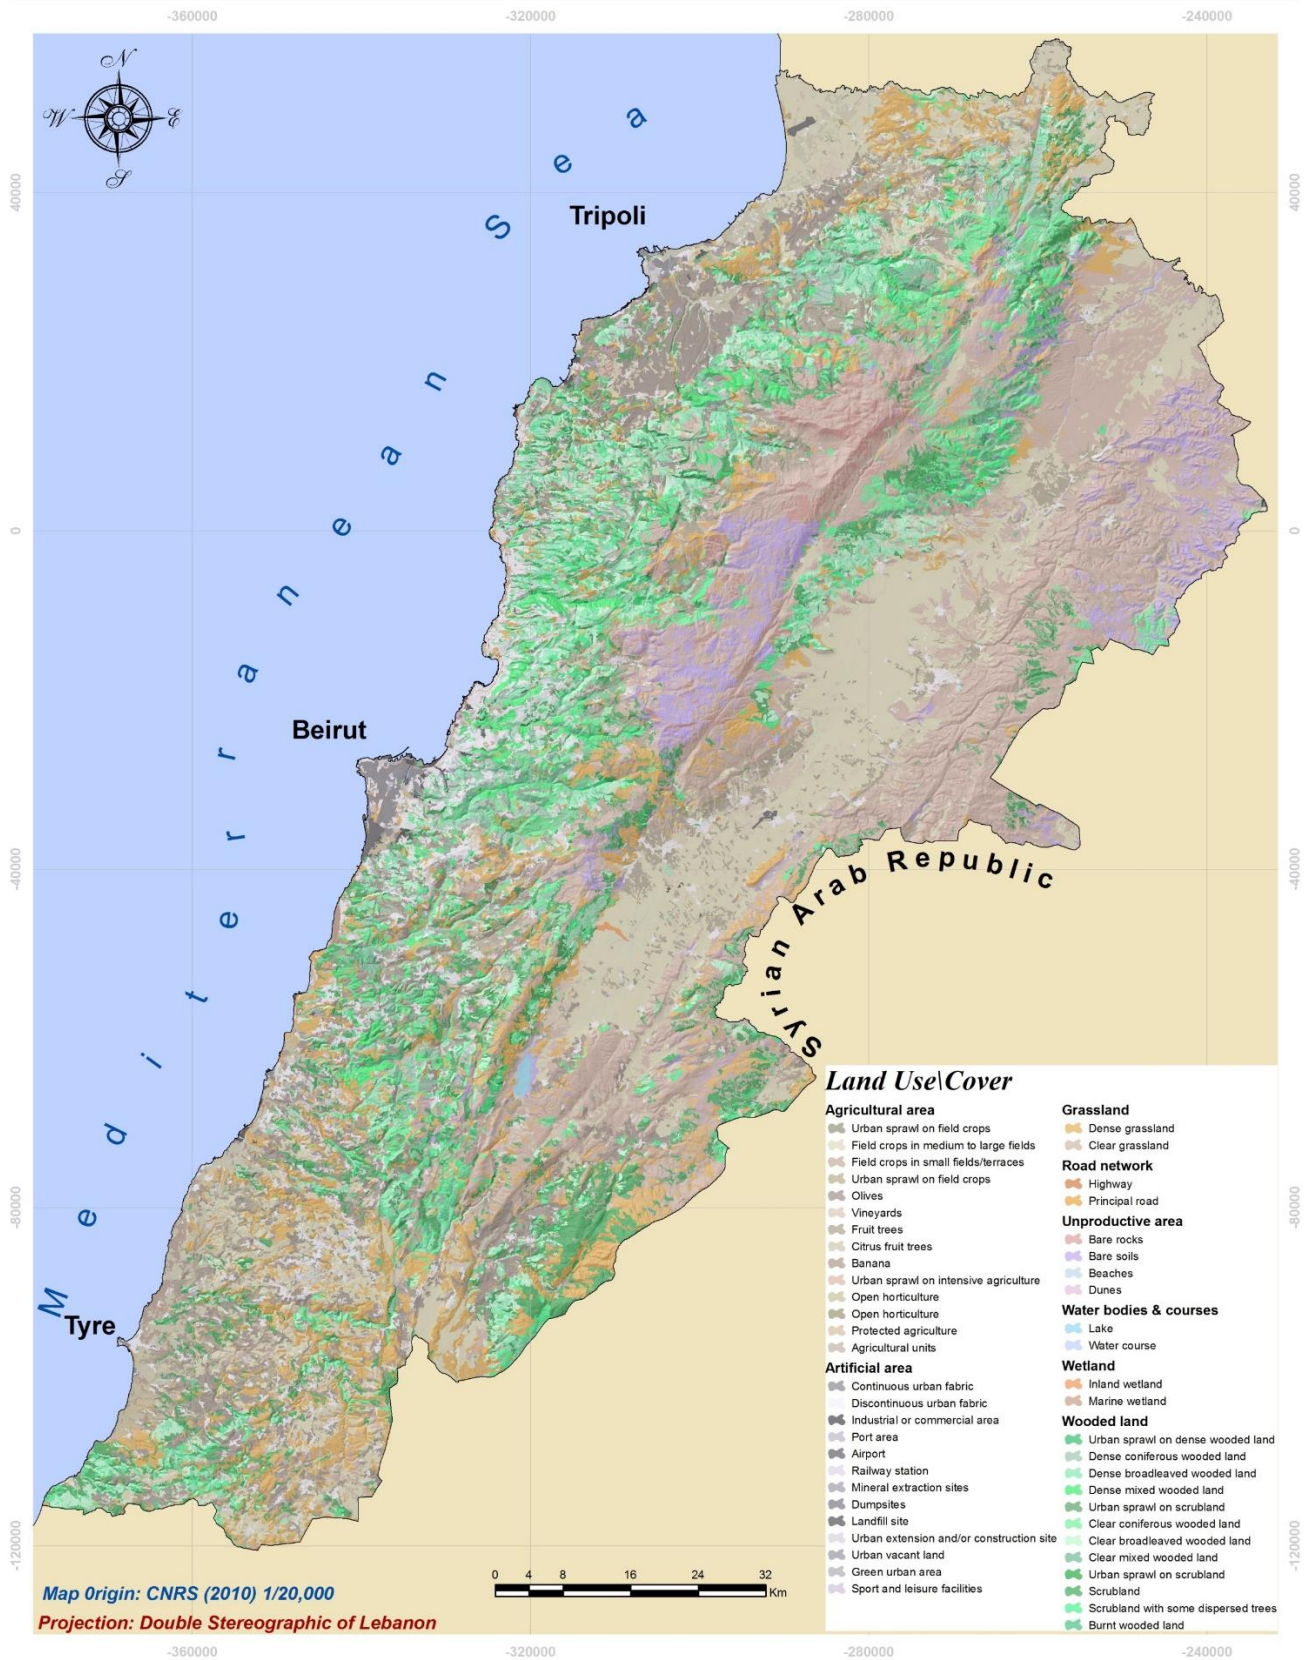 -360000 -320000 -280000 -240000
N
W E
S
40000 40000
0 0
-40000 -40000
-80000 -80000
-120000 -120000
Mediterranean Sea
Tripoli
Beirut
Tyre
Syrian Arab Republic
Land Use\Cover
Agricultural area
Urban sprawl on field crops
Field crops in medium to large fields
Field crops in small fields/terraces
Urban sprawl on field crops
Olives
Vineyards
Fruit trees
Citrus fruit trees
Banana
Urban sprawl on intensive agriculture
Open horticulture
Open horticulture
Protected agriculture
Agricultural units
Artificial area
Continuous urban fabric
Discontinuous urban fabric
Industrial or commercial area
Port area
Airport
Railway station
Mineral extraction sites
Dumpsites
Landfill site
Urban extension and/or construction site
Urban vacant land
Green urban area
Sport and leisure facilities
Grassland
Dense grassland
Clear grassland
Road network
Highway
Principal road
Unproductive area
Bare rocks
Bare soils
Beaches
Dunes
Water bodies & courses
Lake
Water course
Wetland
Inland wetland
Marine wetland
Wooded land
Urban sprawl on dense wooded land
Dense coniferous wooded land
Dense broadleaved wooded land
Dense mixed wooded land
Urban sprawl on scrubland
Clear coniferous wooded land
Clear broadleaved wooded land
Clear mixed wooded land
Urban sprawl on scrubland
Scrubland
Scrubland with some dispersed trees
Burnt wooded land
0 4 8 16 24 32
Km
Map Origin: CNRS (2010) 1/20,000
Projection: Double Stereographic of Lebanon
-360000 -320000 -280000 -240000